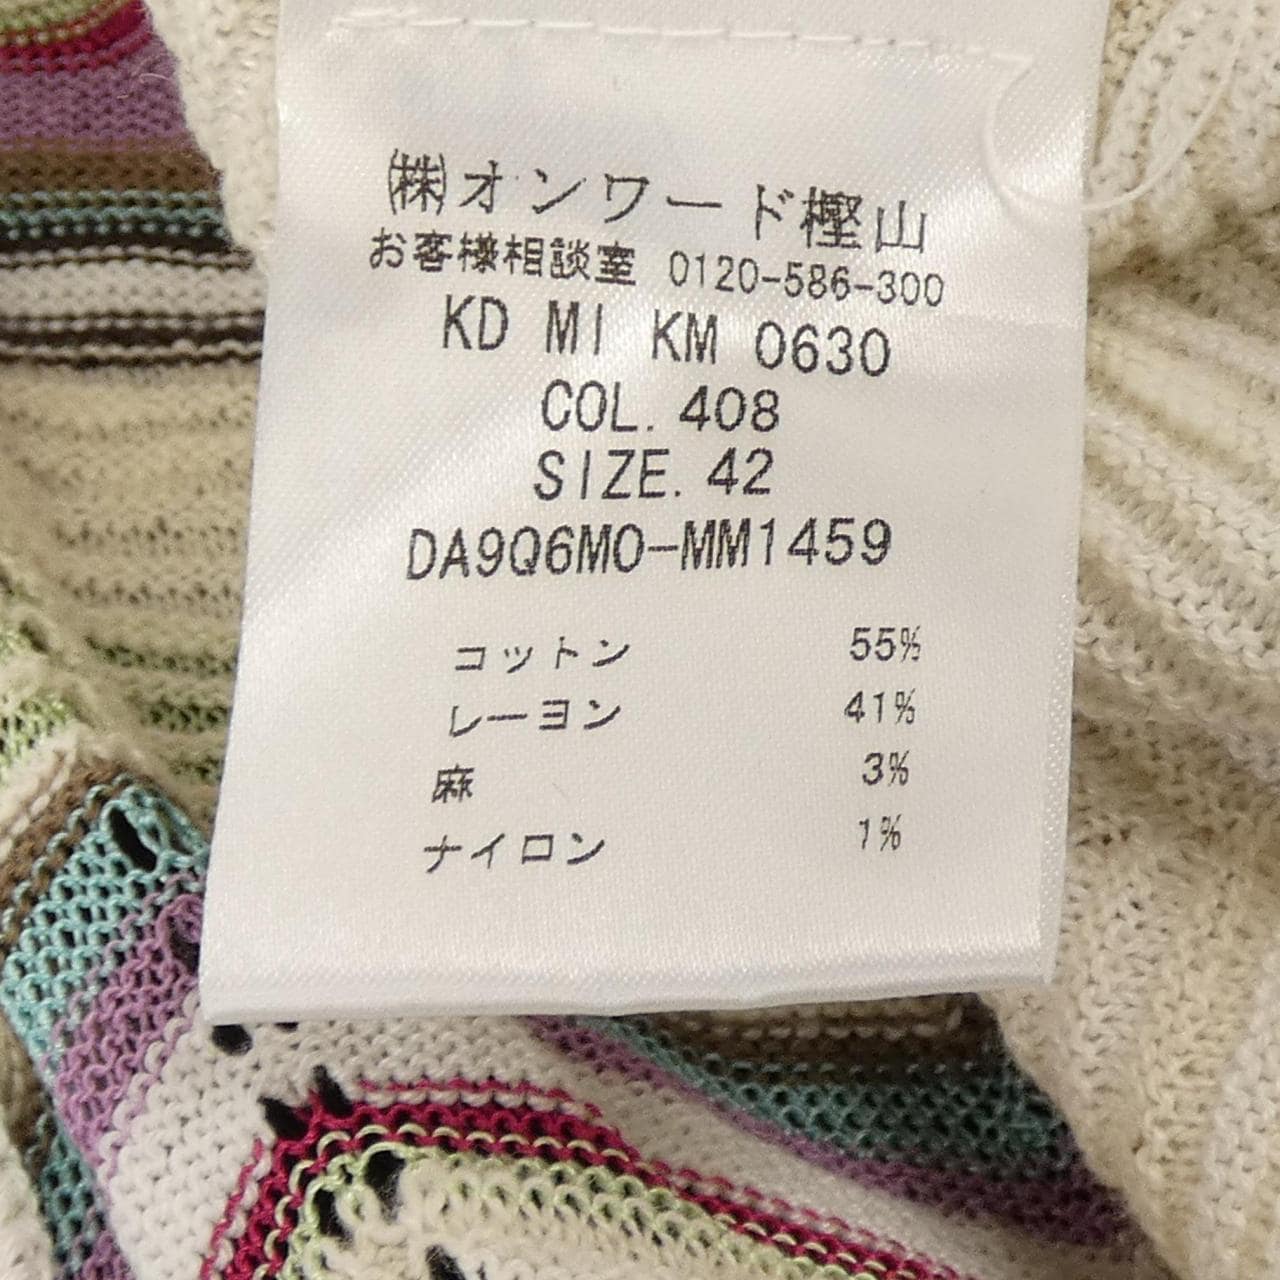 ㈱オンワード樫山
お客様相談室 0120-586-300
KD MI KM 0630
COL. 408
SIZE. 42
DA9Q6MO-MM1459
コットン 55%
レーヨン 41%
麻 3%
ナイロン 1%